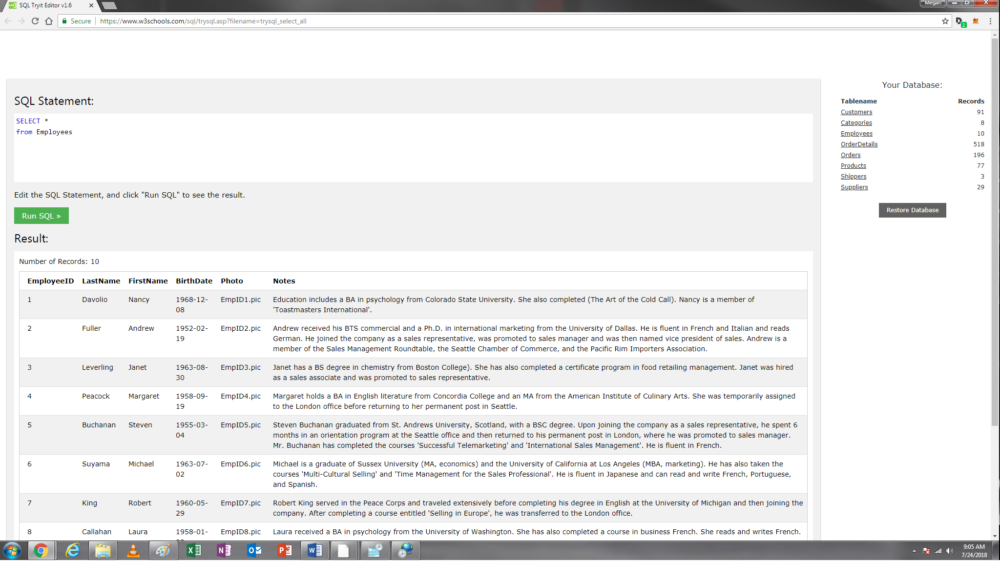 SQL Tryit Editor v1.6
Megan
Secure
https://www.w3schools.com/sql/trysql.asp?filename=trysql_select_all
2
SQL Statement:
SELECT *
from Employees
Edit the SQL Statement, and click "Run SQL" to see the result.
Run SQL »
Result:
Number of Records: 10
EmployeeID LastName FirstName BirthDate Photo Notes
1 Davolio Nancy 1968-12- EmpID1.pic Education includes a BA in psychology from Colorado State University. She also completed (The Art of the Cold Call). Nancy is a member of
08 'Toastmasters International'.
2 Fuller Andrew 1952-02- EmpID2.pic Andrew received his BTS commercial and a Ph.D. in international marketing from the University of Dallas. He is fluent in French and Italian and reads
19 German. He joined the company as a sales representative, was promoted to sales manager and was then named vice president of sales. Andrew is a
member of the Sales Management Roundtable, the Seattle Chamber of Commerce, and the Pacific Rim Importers Association.
3 Leverling Janet 1963-08- EmpID3.pic Janet has a BS degree in chemistry from Boston College). She has also completed a certificate program in food retailing management. Janet was hired
30 as a sales associate and was promoted to sales representative.
4 Peacock Margaret 1958-09- EmpID4.pic Margaret holds a BA in English literature from Concordia College and an MA from the American Institute of Culinary Arts. She was temporarily assigned
19 to the London office before returning to her permanent post in Seattle.
5 Buchanan Steven 1955-03- EmpID5.pic Steven Buchanan graduated from St. Andrews University, Scotland, with a BSC degree. Upon joining the company as a sales representative, he spent 6
04 months in an orientation program at the Seattle office and then returned to his permanent post in London, where he was promoted to sales manager.
Mr. Buchanan has completed the courses 'Successful Telemarketing' and 'International Sales Management'. He is fluent in French.
6 Suyama Michael 1963-07- EmpID6.pic Michael is a graduate of Sussex University (MA, economics) and the University of California at Los Angeles (MBA, marketing). He has also taken the
02 courses 'Multi-Cultural Selling' and 'Time Management for the Sales Professional'. He is fluent in Japanese and can read and write French, Portuguese,
and Spanish.
7 King Robert 1960-05- EmpID7.pic Robert King served in the Peace Corps and traveled extensively before completing his degree in English at the University of Michigan and then joining the
29 company. After completing a course entitled 'Selling in Europe', he was transferred to the London office.
8 Callahan Laura 1958-01- EmpID8.pic Laura received a BA in psychology from the University of Washington. She has also completed a course in business French. She reads and writes French.
Your Database:
Tablename Records
Customers 91
Categories 8
Employees 10
OrderDetails 518
Orders 196
Products 77
Shippers 3
Suppliers 29
Restore Database
9:05 AM
7/24/2018